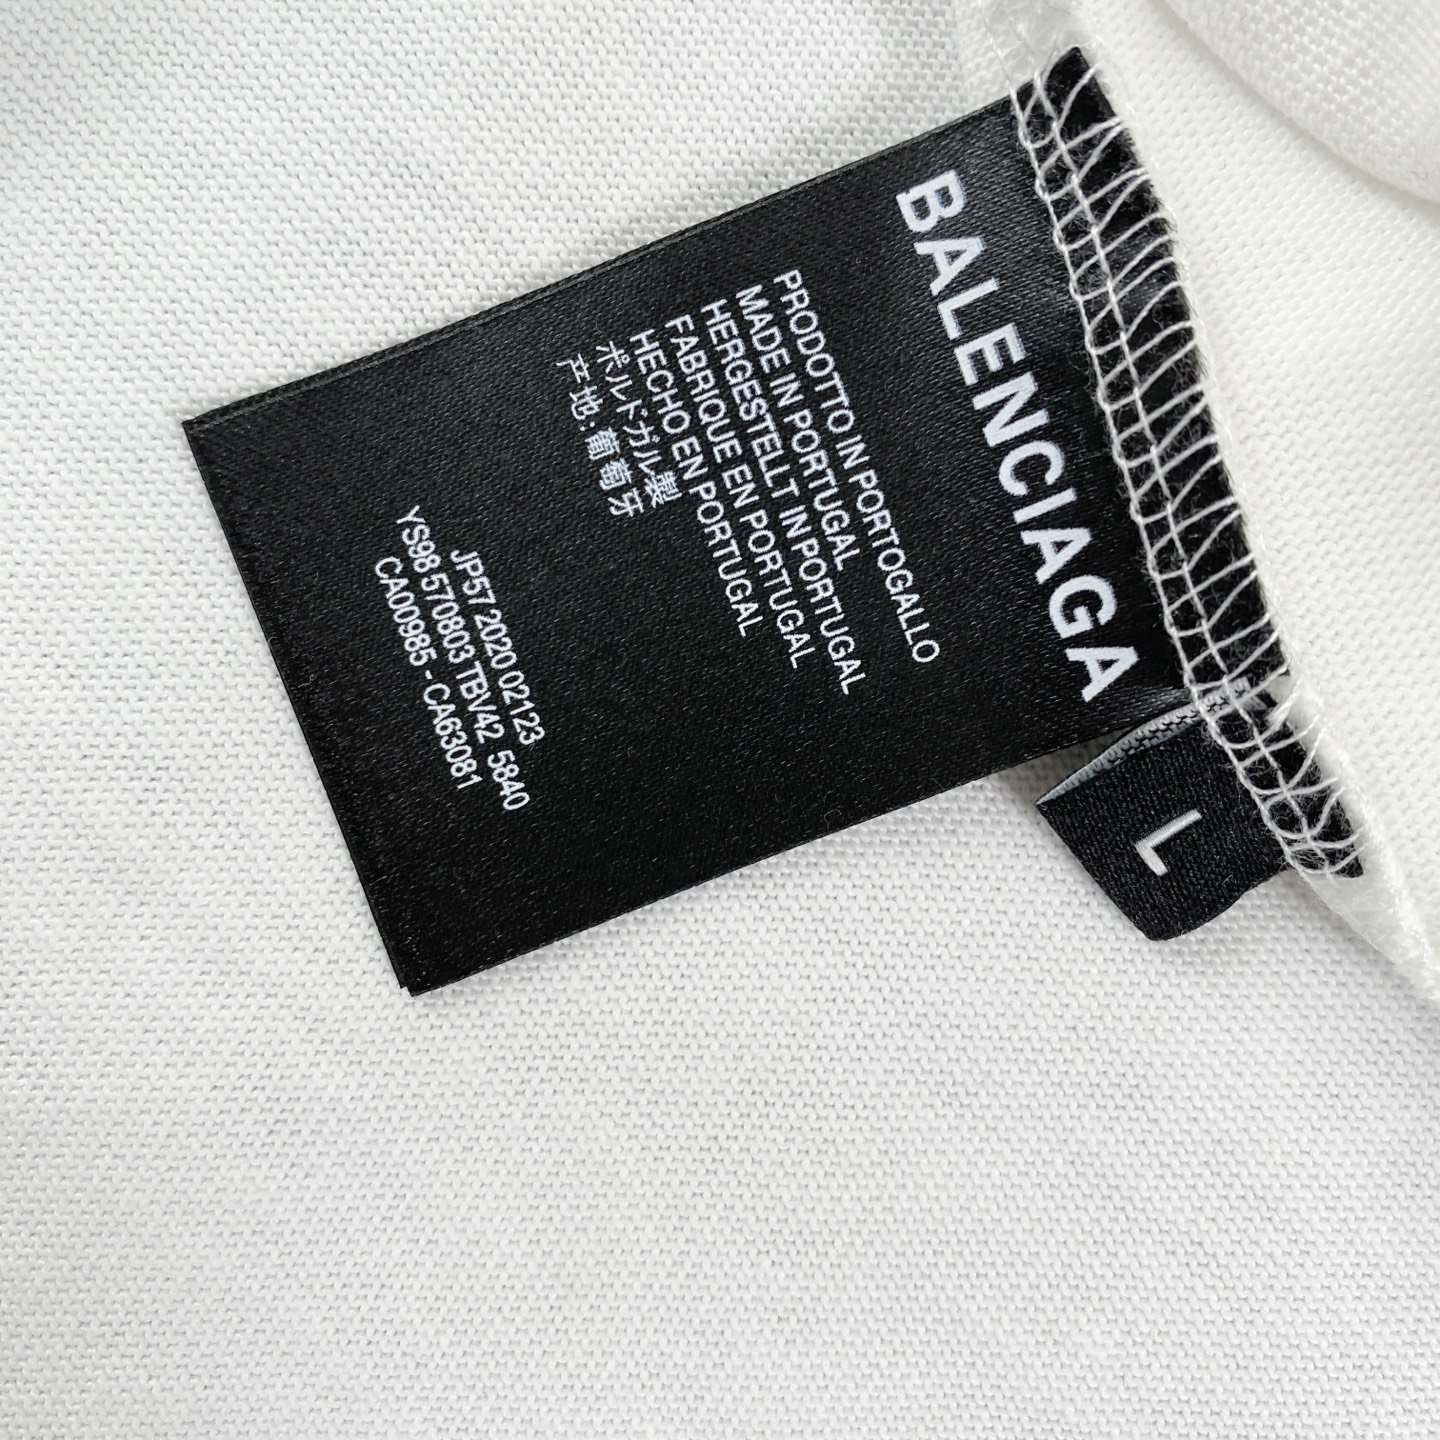 BALENCIAGA
PRODOTTO IN PORTOGALLO
MADE IN PORTUGAL
HERGESTELLT IN PORTUGAL
FABRIQUE EN PORTUGAL
HECHO EN PORTUGAL
ポルドガル製
产地:葡萄牙
JP57 2020 02123
YS98 570803 TBV42 5840
CA00985 - CA63081
L